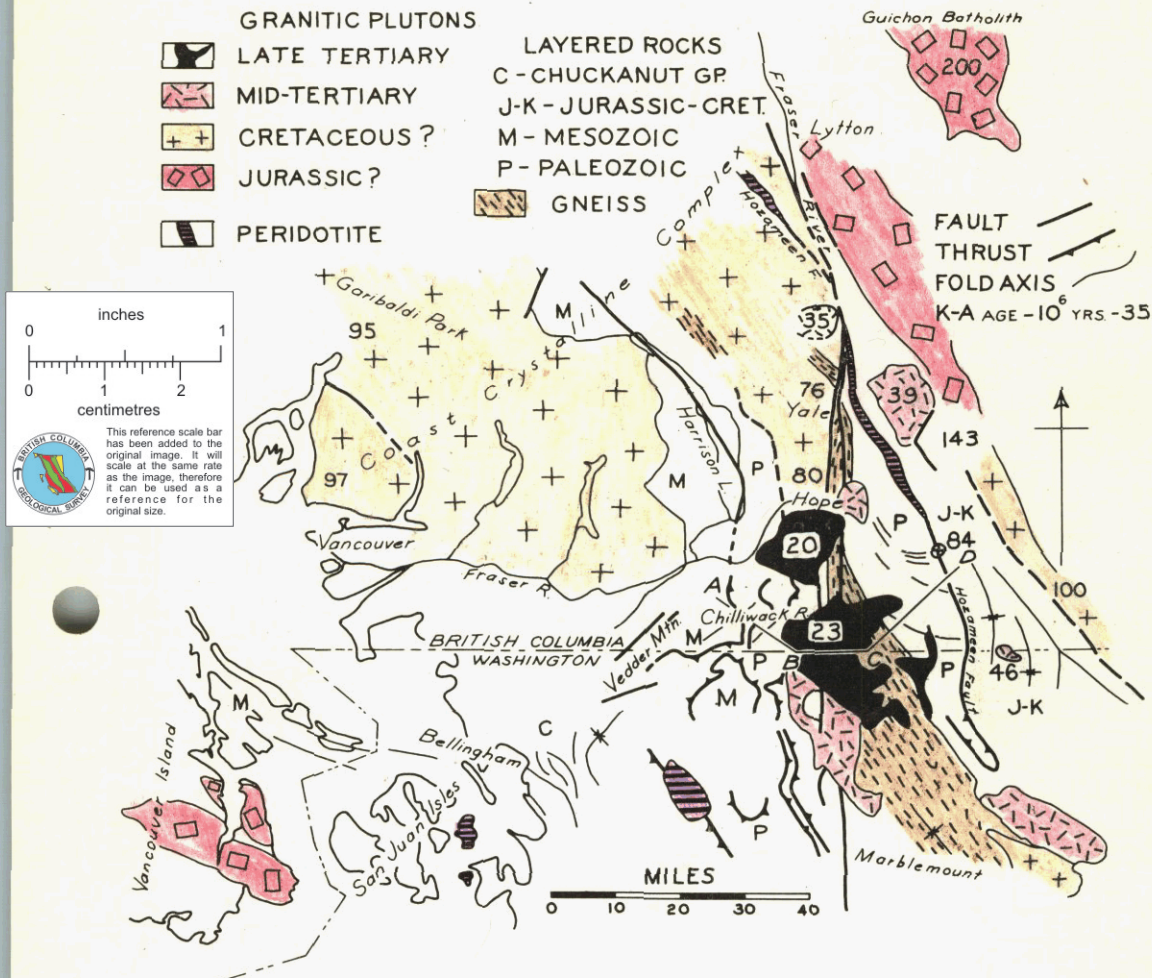 GRANITIC PLUTONS
LATE TERTIARY
MID-TERTIARY
CRETACEOUS ?
JURASSIC ?
PERIDOTITE
LAYERED ROCKS
C - CHUCKANUT GP.
J-K - JURASSIC-CRET.
M - MESOZOIC
P - PALEOZOIC
GNEISS
Guichon Batholith
200
FAULT
THRUST
FOLD AXIS
K-A AGE - 10⁶ YRS. - 35
inches
0 1
0 1 2
centimetres
This reference scale bar
has been added to the
original image. It will
scale at the same rate
as the image, therefore
it can be used as a
reference for the
original size.
BRITISH COLUMBIA
GEOLOGICAL SURVEY
Fraser River
Lytton
Hozameen F.
Coast Crystalline Complex
Garibaldi Park
95
M
35
76
Yale
39
143
97
Harrison L.
M
P
80
Hope
P
J-K
84
D
Vancouver
Fraser R.
20
A
Chilliwack R.
23
100
BRITISH COLUMBIA
WASHINGTON
Vedder Mtn.
M
P
B
C
P
Hozameen Fault
46
J-K
M
M
C
Bellingham
Vancouver Island
San Juan Isles
P
Marblemount
MILES
0 10 20 30 40